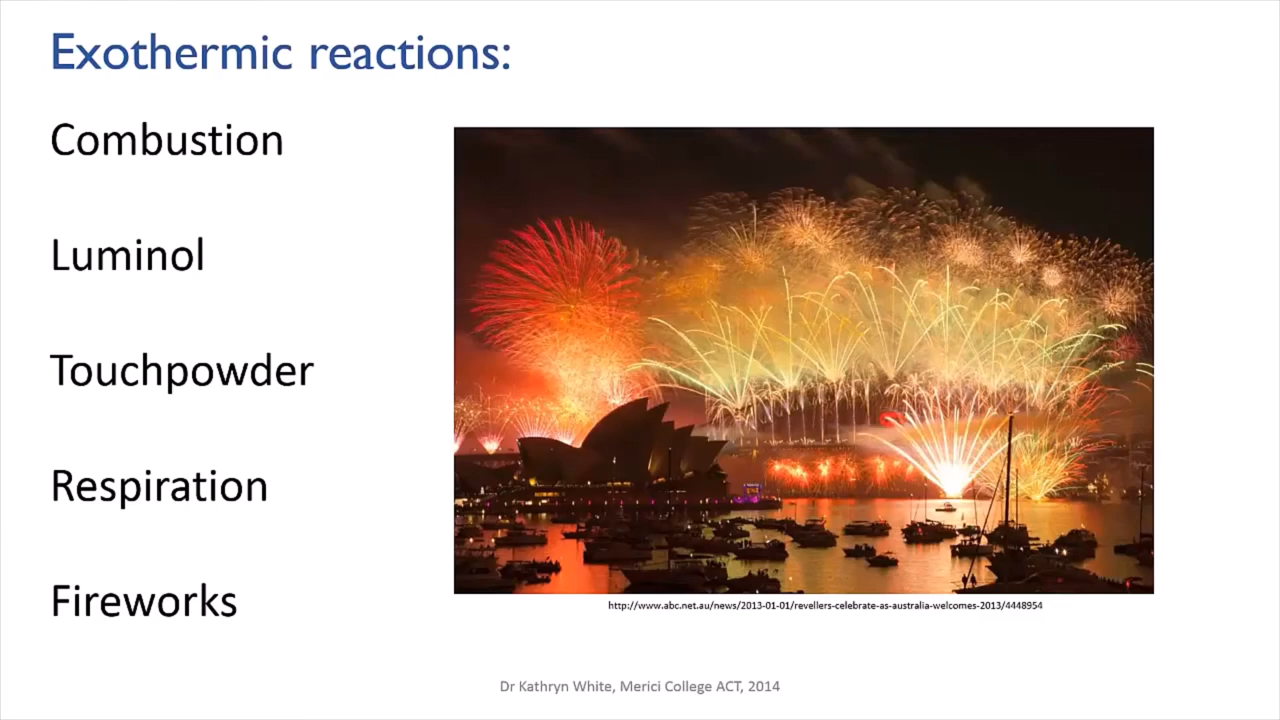 Exothermic reactions:
Combustion
Luminol
Touchpowder
Respiration
Fireworks
http://www.abc.net.au/news/2013-01-01/revellers-celebrate-as-australia-welcomes-2013/4448954
Dr Kathryn White, Merici College ACT, 2014